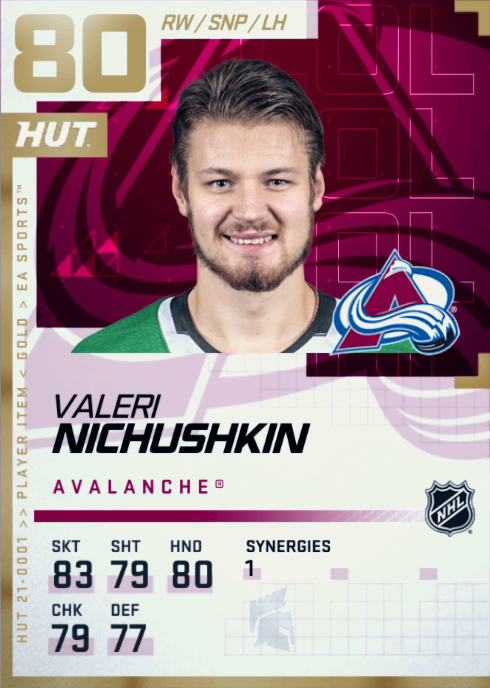 80
RW / SNP / LH
HUT
HUT 21-0001 >> PLAYER ITEM < GOLD > EA SPORTS™
A
VALERI
NICHUSHKIN
AVALANCHE®
NHL
SKT SHT HND
83 79 80
CHK DEF
79 77
SYNERGIES
1